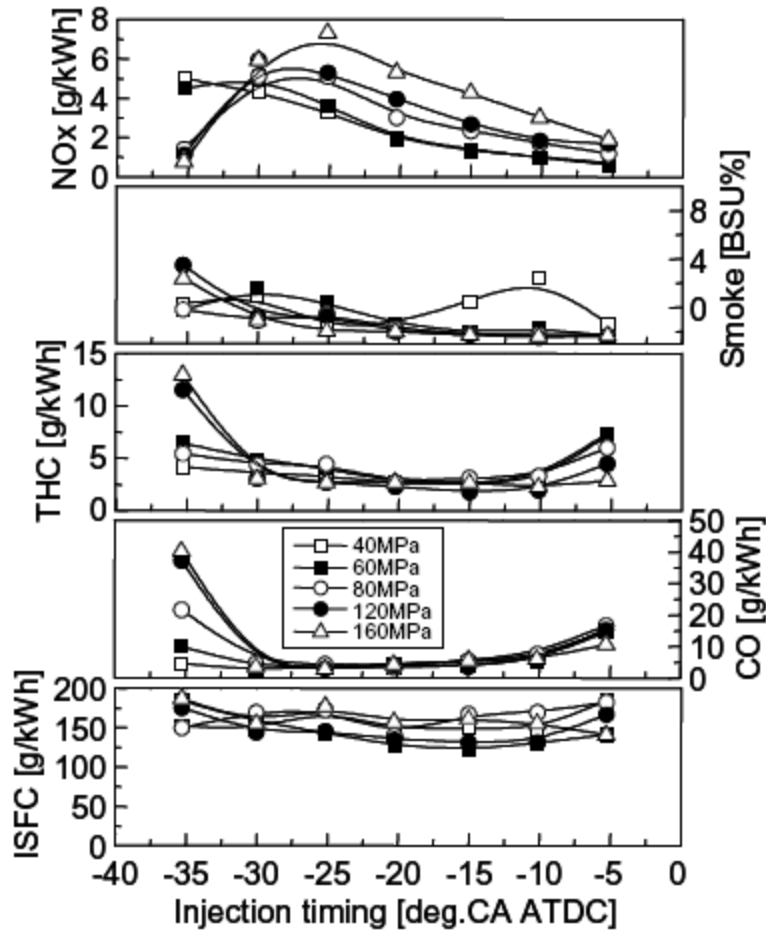 8
6
4
2
0
NOx [g/kWh]
8
4
0
Smoke [BSU%]
15
10
5
0
THC [g/kWh]
50
40
30
20
10
0
CO [g/kWh]
40MPa
60MPa
80MPa
120MPa
160MPa
200
150
100
50
0
ISFC [g/kWh]
-40 -35 -30 -25 -20 -15 -10 -5 0
Injection timing [deg.CA ATDC]